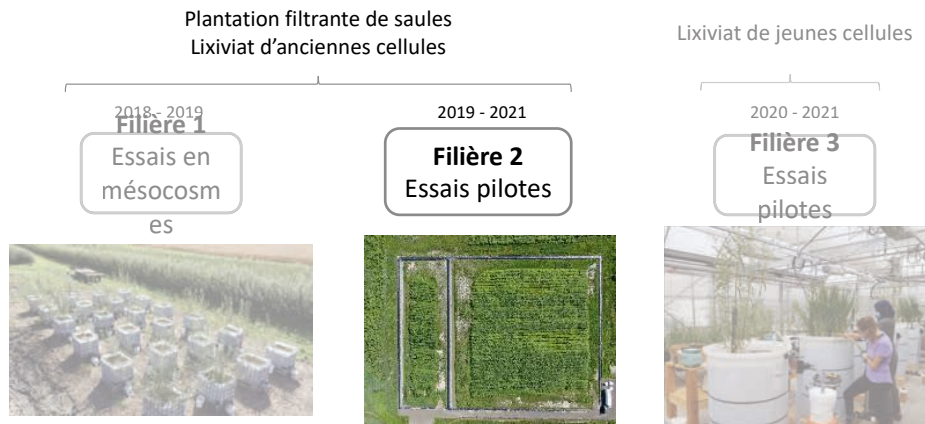 Plantation filtrante de saules
Lixiviat d'anciennes cellules
Lixiviat de jeunes cellules
2018 - 2019
Filière 1
Essais en
mésocosm
es
2019 - 2021
Filière 2
Essais pilotes
2020 - 2021
Filière 3
Essais
pilotes